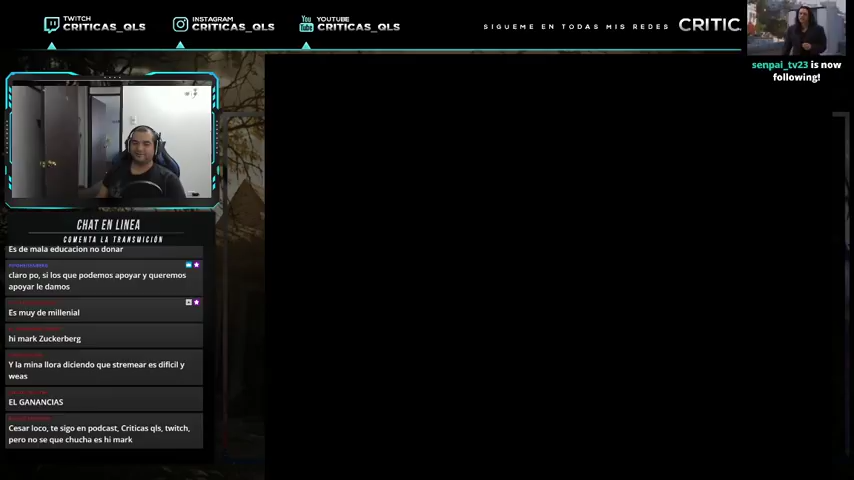 TWITCH
CRITICAS_QLS
INSTAGRAM
CRITICAS_QLS
You
Tube
YOUTUBE
CRITICAS_QLS
SIGUEME EN TODAS MIS REDES
CRITIC
senpai_tv23 is now
following!
CHAT EN LINEA
COMENTA LA TRANSMICIÓN
Es de mala educacion no donar
claro po, si los que podemos apoyar y queremos
apoyar le damos
Es muy de millenial
hi mark Zuckerberg
Y la mina llora diciendo que stremear es dificil y
weas
EL GANANCIAS
Cesar loco, te sigo en podcast, Criticas qls, twitch,
pero no se que chucha es hi mark